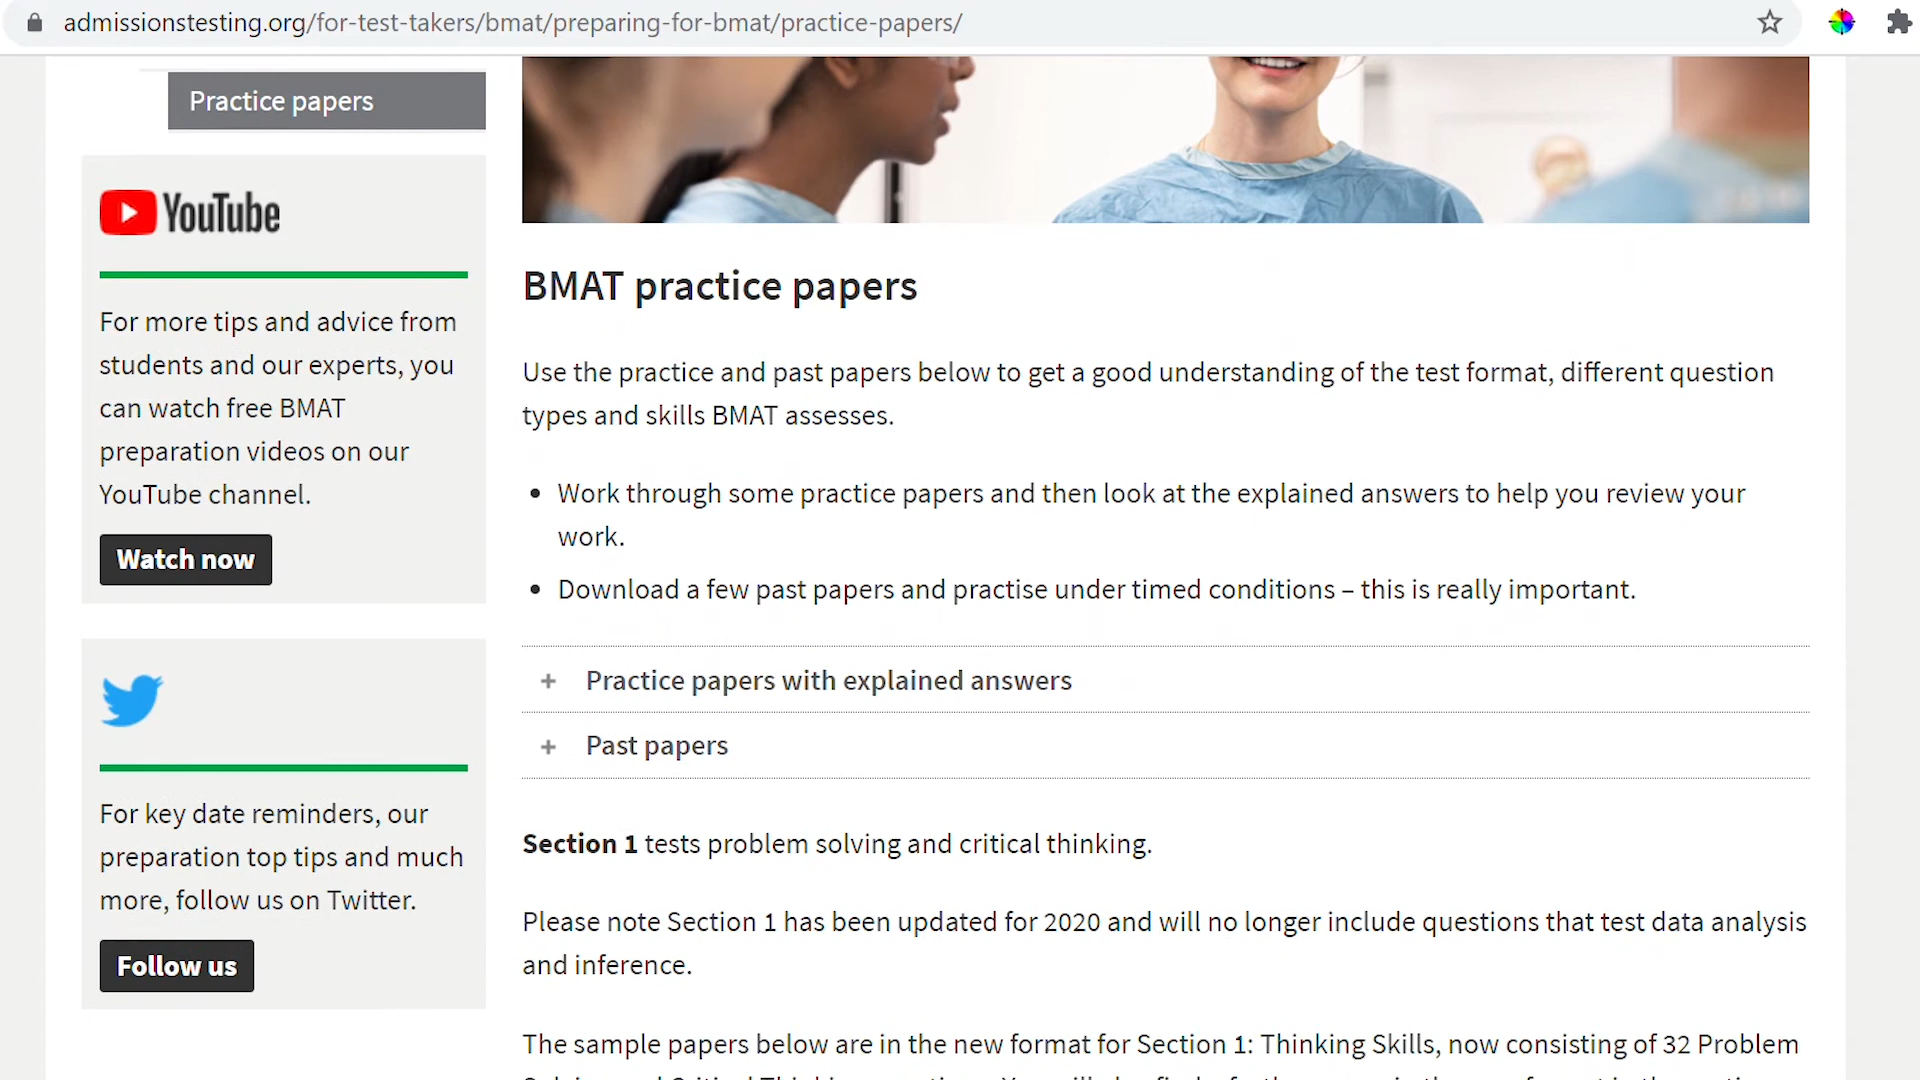 admissionstesting.org/for-test-takers/bmat/preparing-for-bmat/practice-papers/
Practice papers
YouTube
For more tips and advice from
students and our experts, you
can watch free BMAT
preparation videos on our
YouTube channel.
Watch now
For key date reminders, our
preparation top tips and much
more, follow us on Twitter.
Follow us
BMAT practice papers
Use the practice and past papers below to get a good understanding of the test format, different question
types and skills BMAT assesses.
• Work through some practice papers and then look at the explained answers to help you review your
work.
• Download a few past papers and practise under timed conditions – this is really important.
+ Practice papers with explained answers
+ Past papers
Section 1 tests problem solving and critical thinking.
Please note Section 1 has been updated for 2020 and will no longer include questions that test data analysis
and inference.
The sample papers below are in the new format for Section 1: Thinking Skills, now consisting of 32 Problem